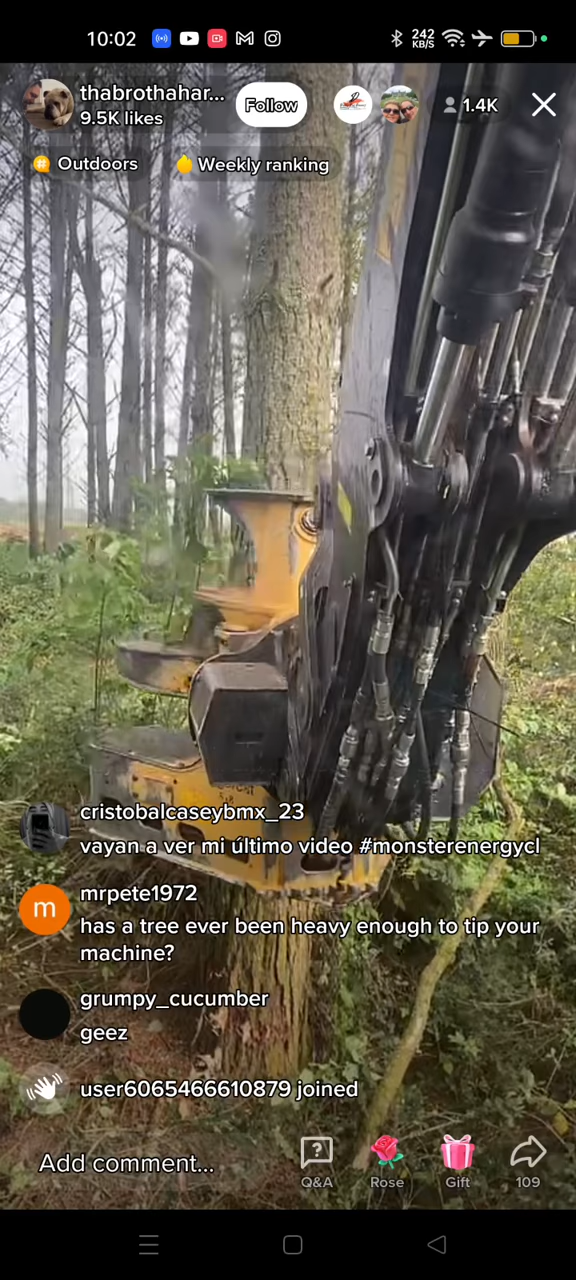 10:02
242
KB/S
thabrothahar...
9.5K likes
Follow
1.4K
Outdoors
Weekly ranking
cristobalcaseybmx_23
vayan a ver mi último video #monsterenergycl
m
mrpete1972
has a tree ever been heavy enough to tip your
machine?
grumpy_cucumber
geez
user6065466610879 joined
Add comment...
Q&A
Rose
Gift
109